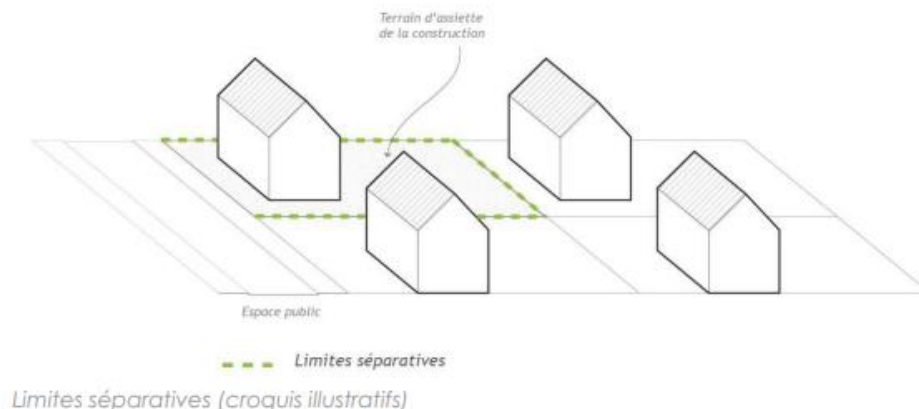 Terrain d'assiette
de la construction
Espace public
Limites séparatives
Limites séparatives (croquis illustratifs)